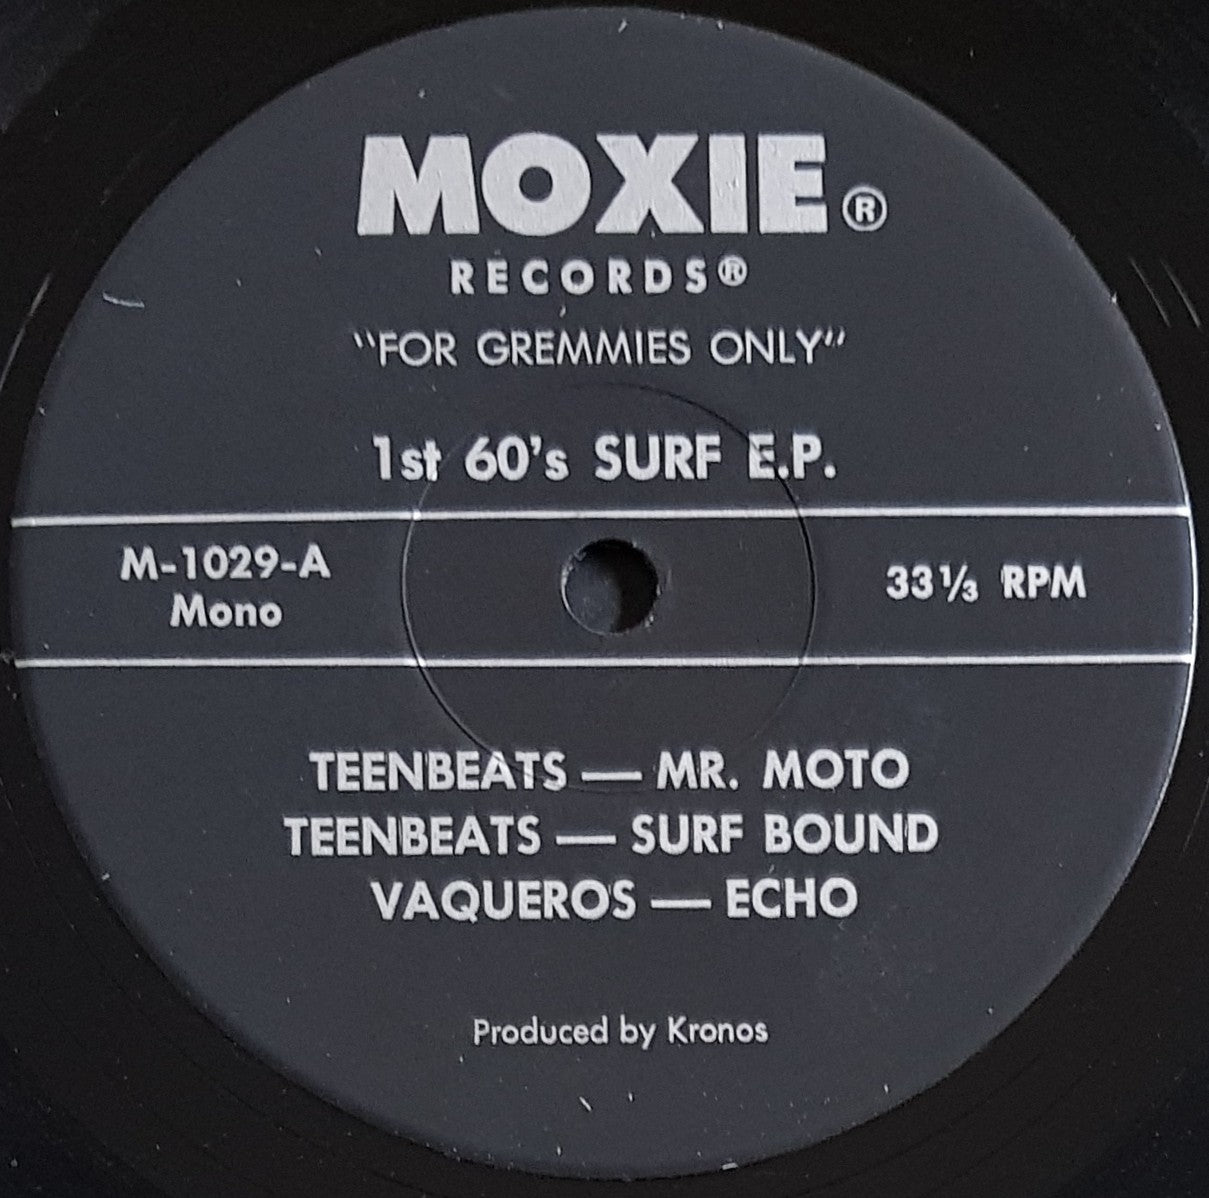 MOXIE®
RECORDS®
"FOR GREMMIES ONLY"
1st 60's SURF E.P.
M-1029-A
Mono
33⅓ RPM
TEENBEATS — MR. MOTO
TEENBEATS — SURF BOUND
VAQUEROS — ECHO
Produced by Kronos